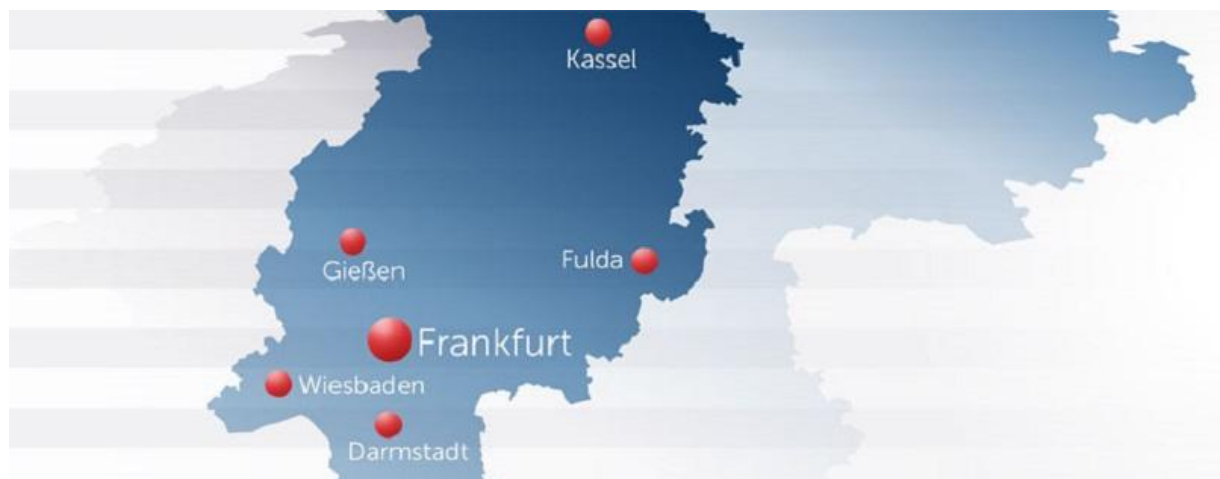 Kassel
Fulda
Gießen
Frankfurt
Wiesbaden
Darmstadt